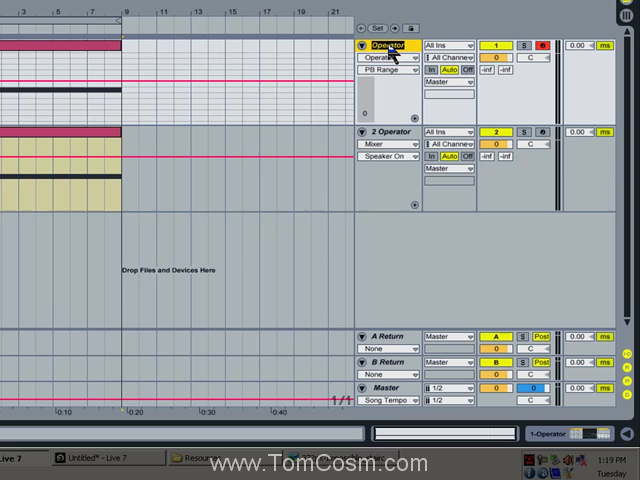 3 5 7 9 11 13 15 17 19 21
Set
Operator All Ins 1 S 0.00 ms
Operator All Channe 0 C
PB Range In Auto Off -inf -inf
Master
0
2 Operator All Ins 2 S 0.00 ms
Mixer All Channe 0 C
Speaker On In Auto Off -inf -inf
Master
Drop Files and Devices Here
A Return Master A S Post 0.00 ms
None 0 C
B Return Master B S Post 0.00 ms
None 0 C
Master 1/2 0 0 0.00 ms
Song Tempo 1/2 C
1/1
0:10 0:20 0:30 0:40
1-Operator
Live 7 Untitled* - Live 7 Resources 1:19 PM
www.TomCosm.com
Tuesday